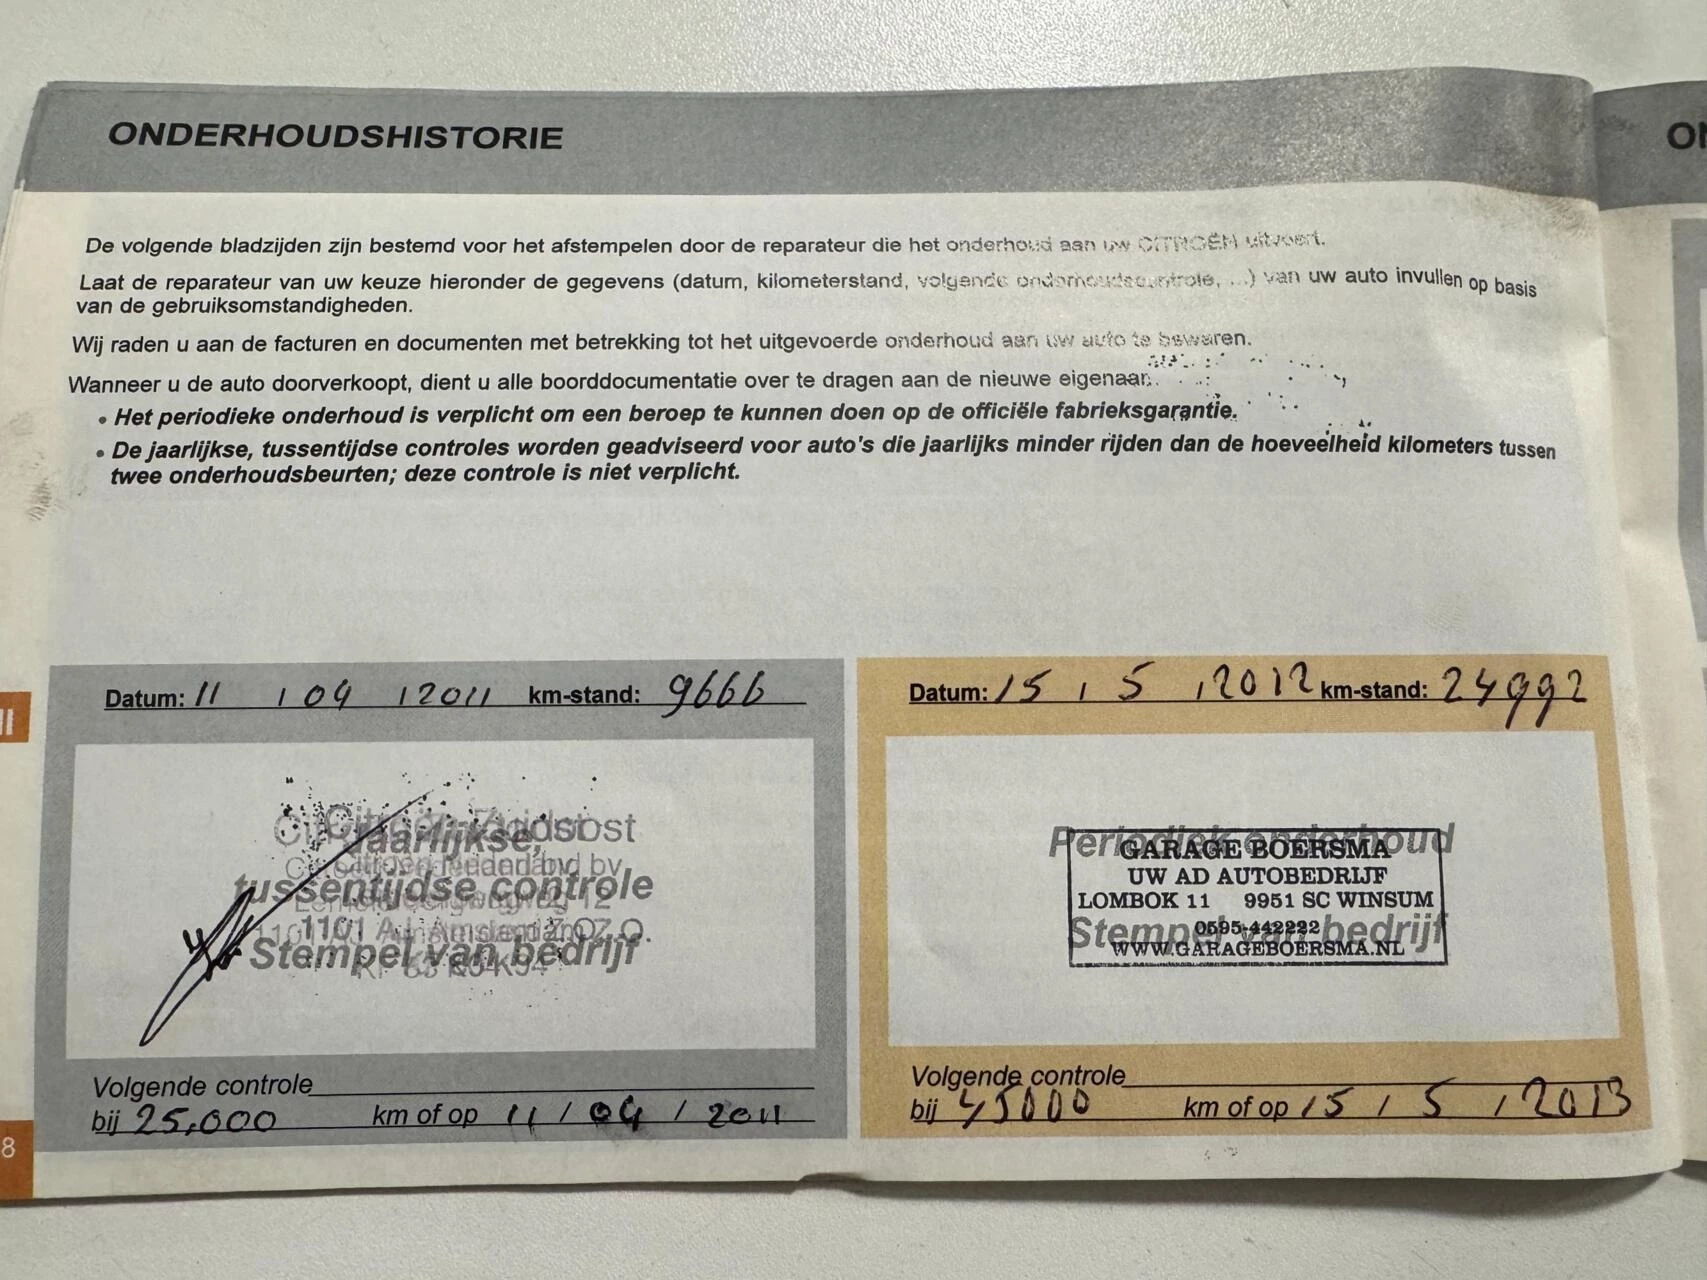 ONDERHOUDSHISTORIE
De volgende bladzijden zijn bestemd voor het afstempelen door de reparateur die het onderhoud aan uw CITROËN uitvoert.
Laat de reparateur van uw keuze hieronder de gegevens (datum, kilometerstand, volgende onderhoudscontrole, ...) van uw auto invullen op basis
van de gebruiksomstandigheden.
Wij raden u aan de facturen en documenten met betrekking tot het uitgevoerde onderhoud aan uw auto te bewaren.
Wanneer u de auto doorverkoopt, dient u alle boorddocumentatie over te dragen aan de nieuwe eigenaar.
• Het periodieke onderhoud is verplicht om een beroep te kunnen doen op de officiële fabrieksgarantie.
• De jaarlijkse, tussentijdse controles worden geadviseerd voor auto's die jaarlijks minder rijden dan de hoeveelheid kilometers tussen
twee onderhoudsbeurten; deze controle is niet verplicht.
Datum: 11 / 04 / 2011 km-stand: 9666
Jaarlijkse,
tussentijdse controle
Stempel van bedrijf
Volgende controle
bij 25.000 km of op 11 / 04 / 2011
Datum: 15 / 5 / 2012 km-stand: 24992
Periodiek onderhoud
GARAGE BOERSMA
UW AD AUTOBEDRIJF
LOMBOK 11 9951 SC WINSUM
Stempel van bedrijf
0595-442222
WWW.GARAGEBOERSMA.NL
Volgende controle
bij 45000 km of op 15 / 5 / 2013
II
8